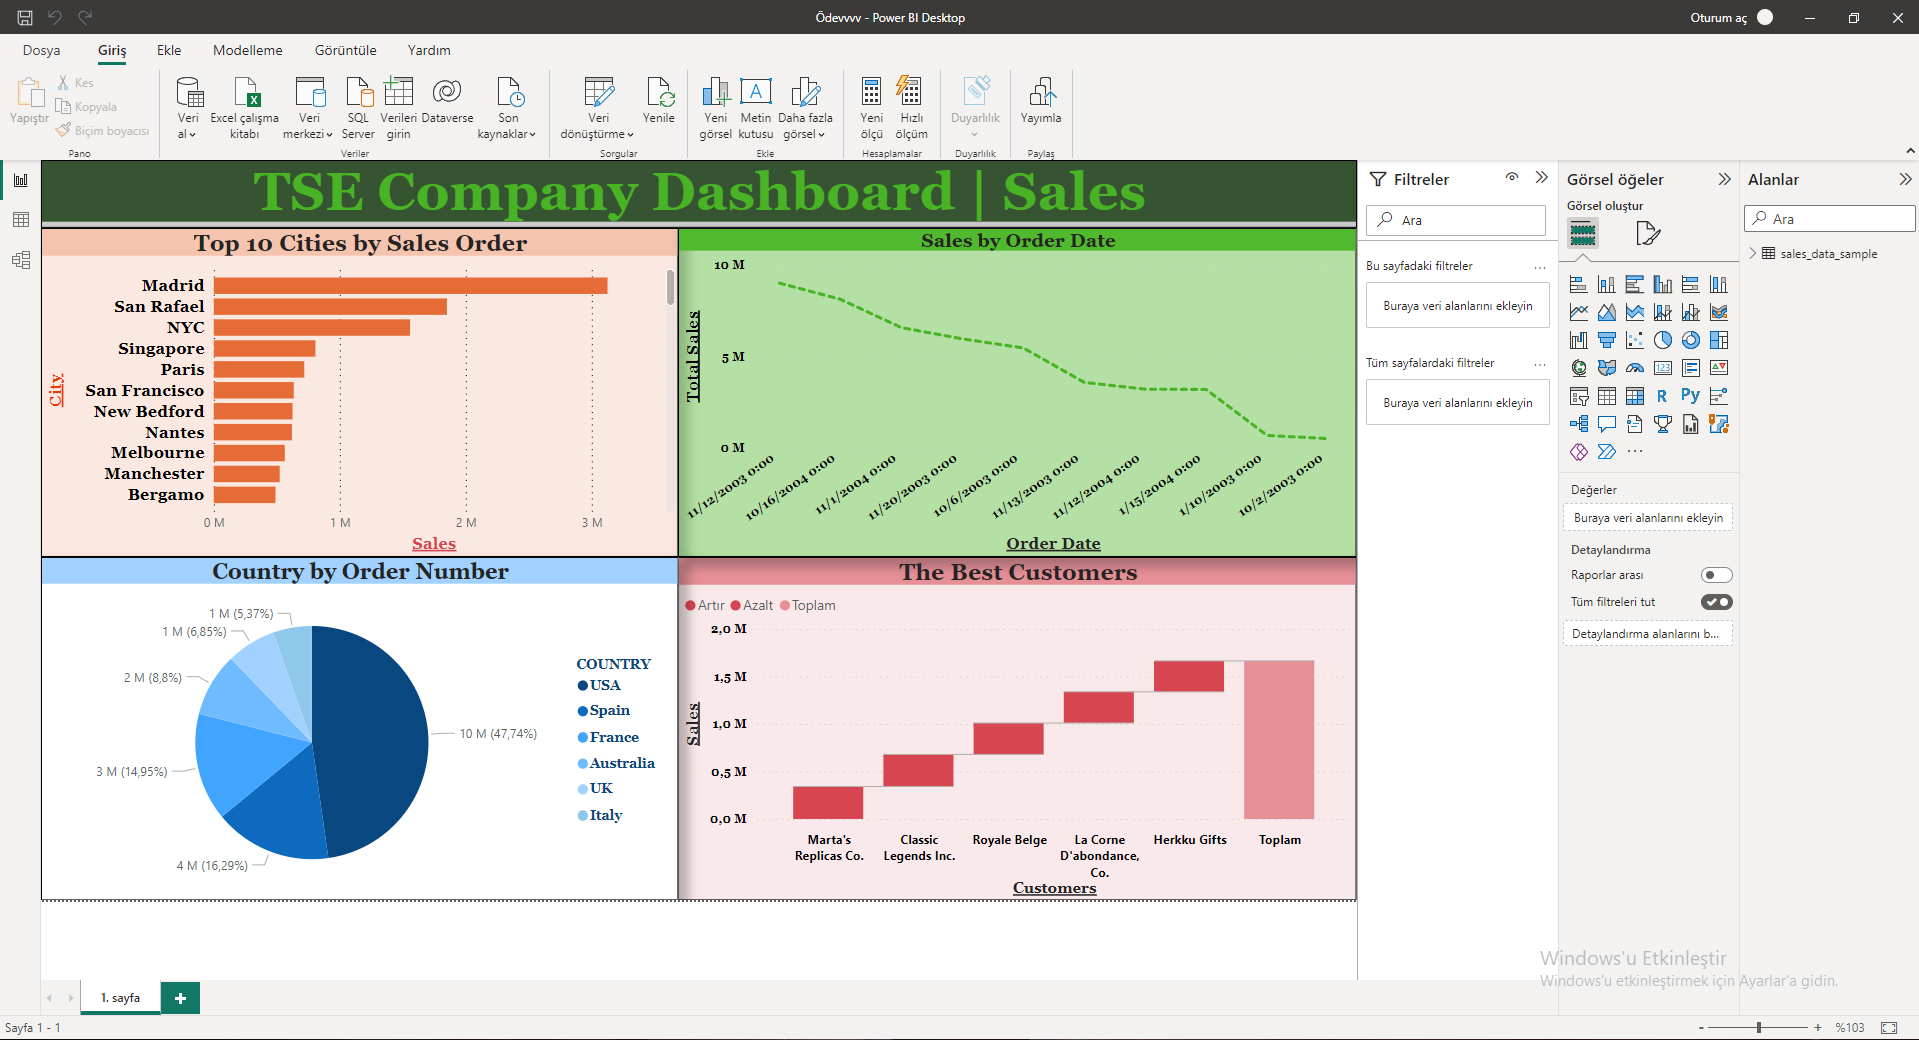 Ödevvvv - Power BI Desktop
Oturum aç
Dosya
Giriş
Ekle
Modelleme
Görüntüle
Yardım
Yapıştır
Kes
Kopyala
Biçim boyacısı
Pano
Veri
al
Excel çalışma
kitabı
Veri
merkezi
SQL
Server
Verileri
girin
Dataverse
Son
kaynaklar
Veriler
Veri
dönüştürme
Yenile
Sorgular
Yeni
görsel
Metin
kutusu
Daha fazla
görsel
Ekle
Yeni
ölçü
Hızlı
ölçüm
Hesaplamalar
Duyarlılık
Duyarlılık
Yayımla
Paylaş
TSE Company Dashboard | Sales
Top 10 Cities by Sales Order
City
Madrid
San Rafael
NYC
Singapore
Paris
San Francisco
New Bedford
Nantes
Melbourne
Manchester
Bergamo
0 M
1 M
2 M
3 M
Sales
Sales by Order Date
Total Sales
10 M
5 M
0 M
11/12/2003 0:00
10/16/2004 0:00
11/1/2004 0:00
11/20/2003 0:00
10/6/2003 0:00
11/13/2003 0:00
11/12/2004 0:00
1/15/2004 0:00
1/10/2003 0:00
10/2/2003 0:00
Order Date
Country by Order Number
1 M (5,37%)
1 M (6,85%)
2 M (8,8%)
3 M (14,95%)
4 M (16,29%)
10 M (47,74%)
COUNTRY
USA
Spain
France
Australia
UK
Italy
The Best Customers
Artır
Azalt
Toplam
Sales
2,0 M
1,5 M
1,0 M
0,5 M
0,0 M
Marta's
Replicas Co.
Classic
Legends Inc.
Royale Belge
La Corne
D'abondance,
Co.
Herkku Gifts
Toplam
Customers
Filtreler
Ara
Bu sayfadaki filtreler
...
Buraya veri alanlarını ekleyin
Tüm sayfalardaki filtreler
...
Buraya veri alanlarını ekleyin
Görsel öğeler
Görsel oluştur
123
R
Py
...
Değerler
Buraya veri alanlarını ekleyin
Detaylandırma
Raporlar arası
Tüm filtreleri tut
Detaylandırma alanlarını b...
Alanlar
Ara
sales_data_sample
Windows'u Etkinleştir
Windows'u etkinleştirmek için Ayarlar'a gidin.
1. sayfa
+
Sayfa 1 - 1
- + %103